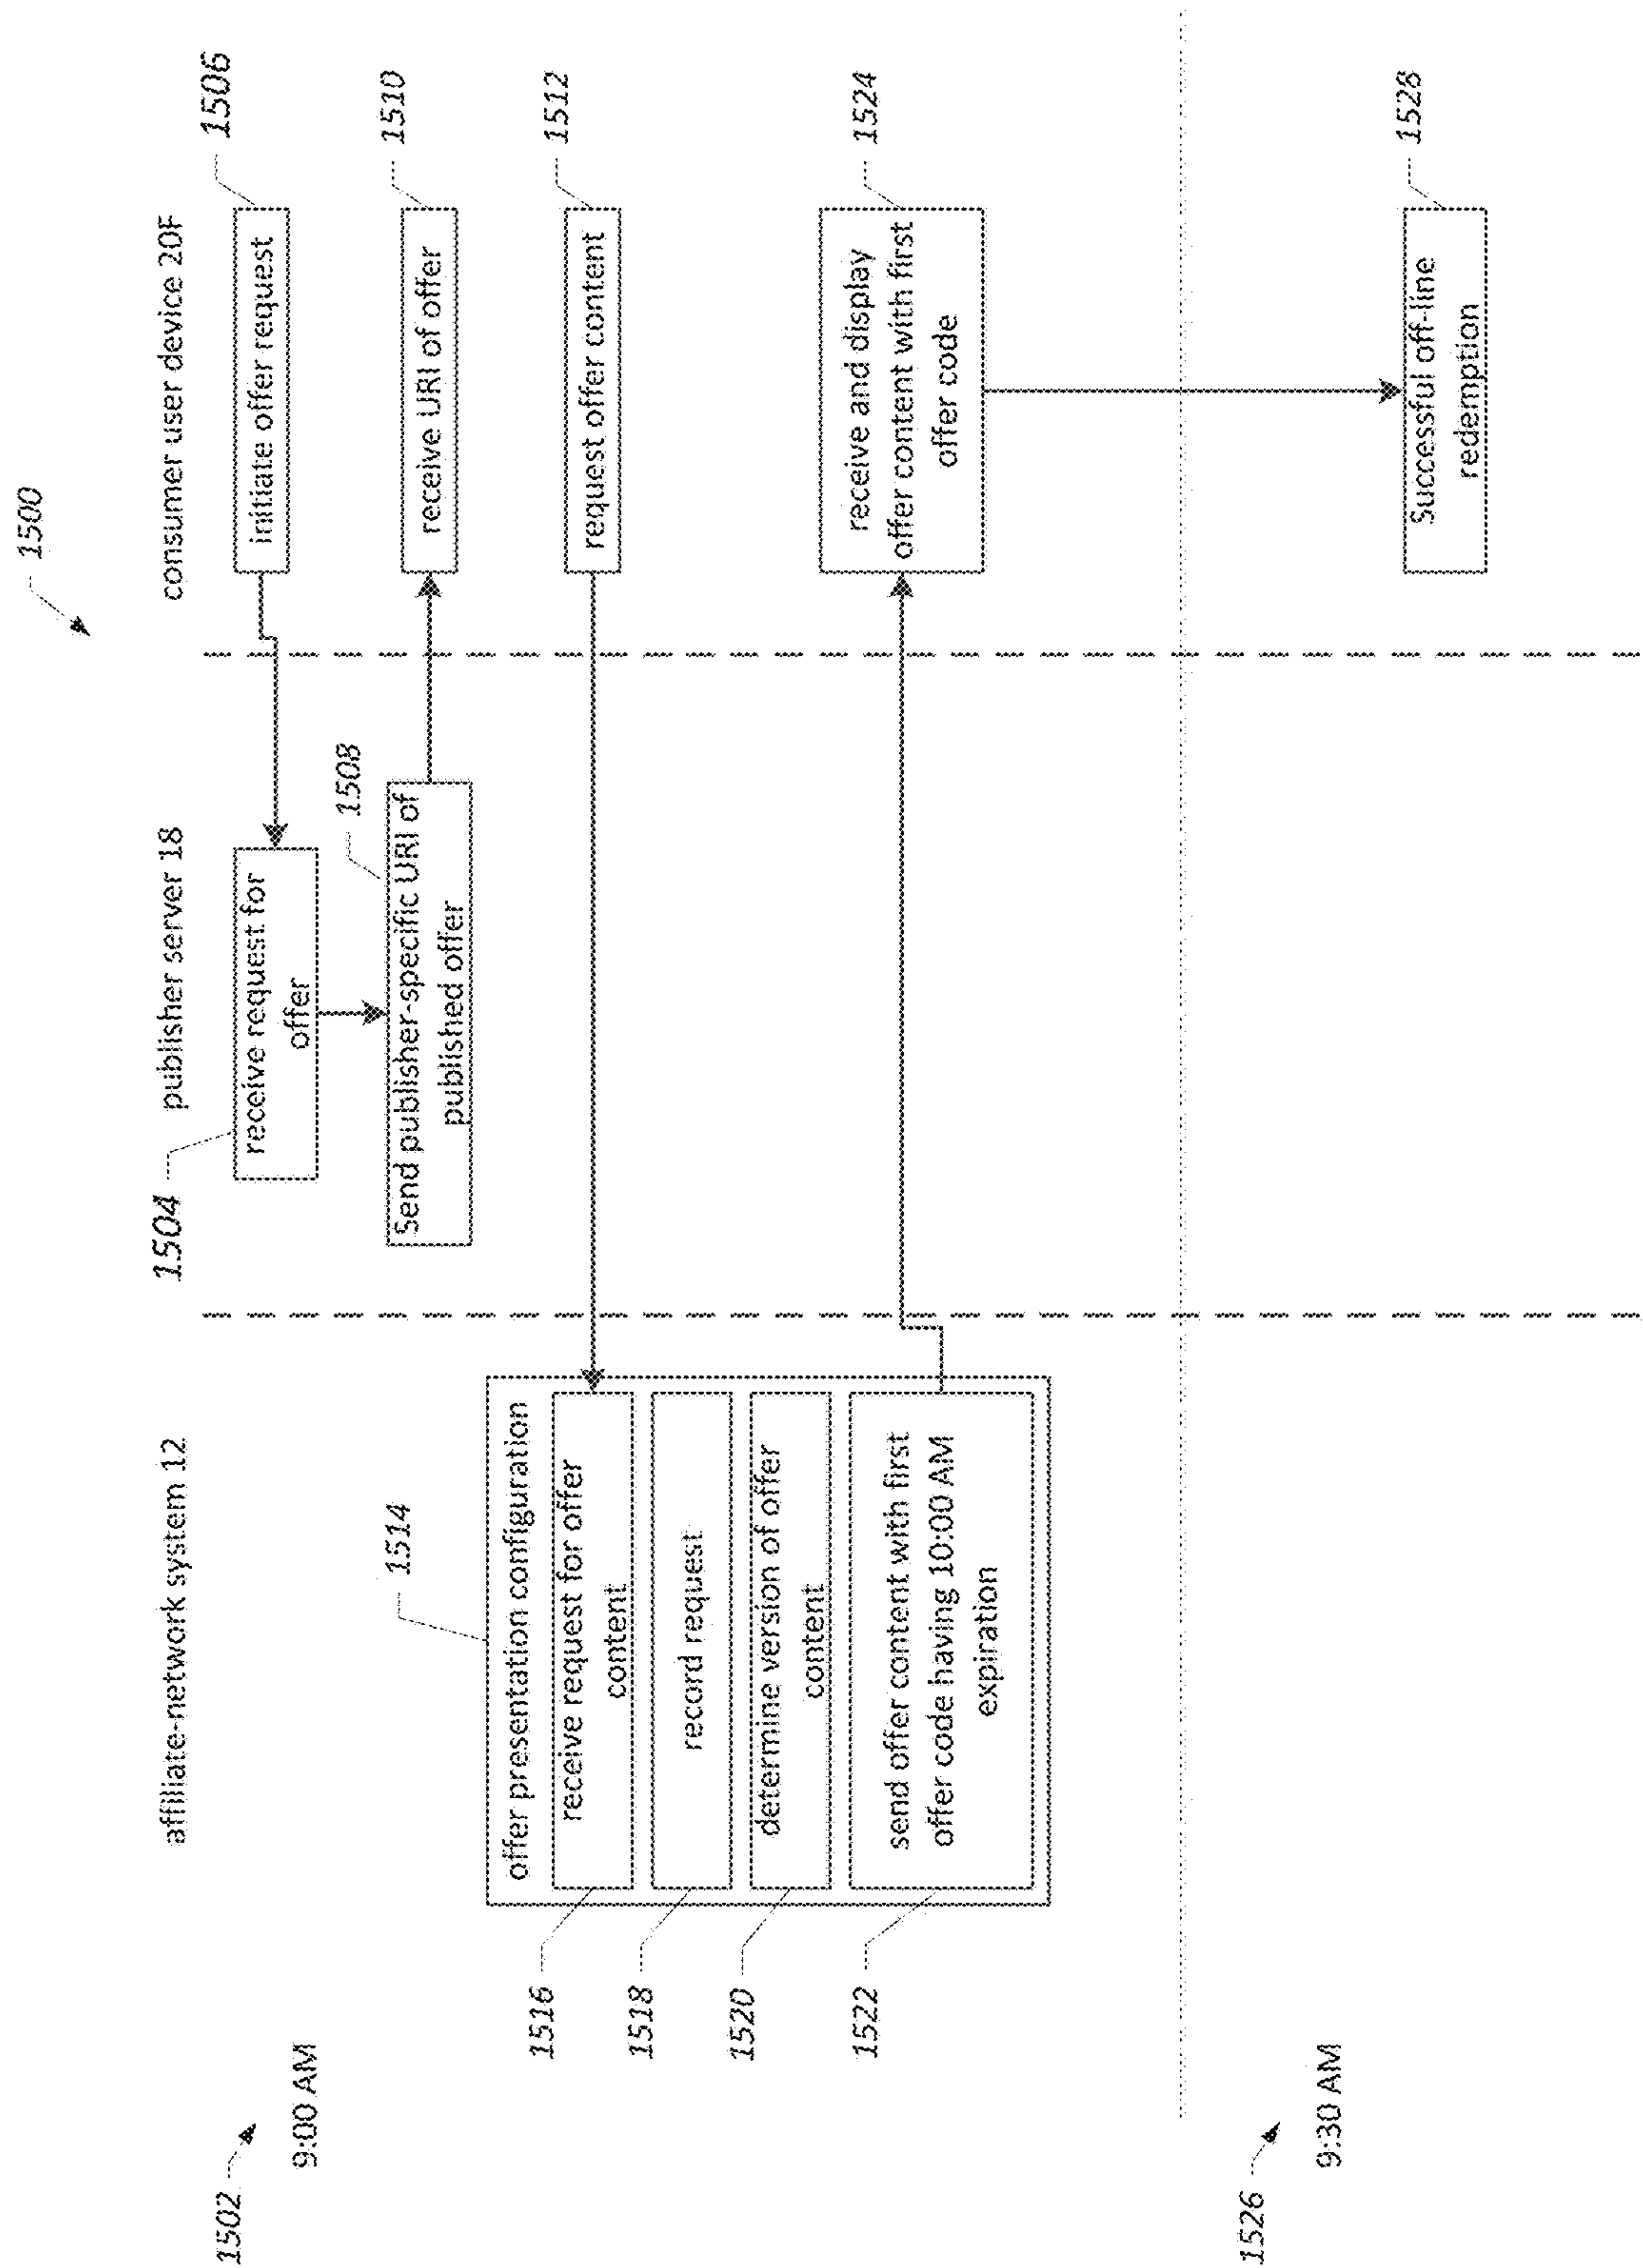 1500
affiliate-network system 12
publisher server 18
consumer user device 20F
1502
9:00 AM
1504
receive request for
offer
initiate offer request
1506
1508
Send publisher-specific URI of
published offer
receive URI of offer
1510
1514
offer presentation configuration
1516
receive request for offer
content
request offer content
1512
1518
record request
1520
determine version of offer
content
1522
send offer content with first
offer code having 10:00 AM
expiration
receive and display
offer content with first
offer code
1524
1526
9:30 AM
Successful off-line
redemption
1528